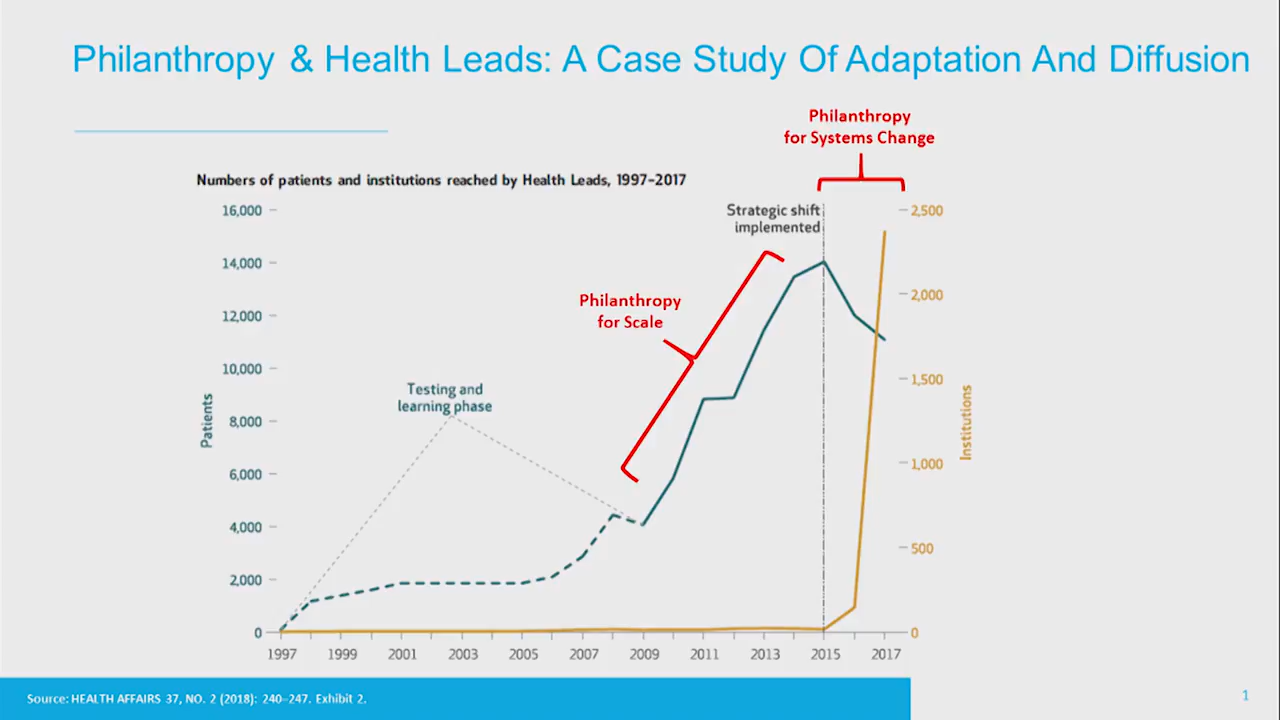 Philanthropy & Health Leads: A Case Study Of Adaptation And Diffusion
Philanthropy
for Systems Change
Numbers of patients and institutions reached by Health Leads, 1997–2017
16,000
14,000
12,000
10,000
8,000
6,000
4,000
2,000
0
Patients
Testing and
learning phase
Philanthropy
for Scale
Strategic shift
implemented
2,500
2,000
1,500
1,000
500
0
Institutions
1997
1999
2001
2003
2005
2007
2009
2011
2013
2015
2017
Source: HEALTH AFFAIRS 37, NO. 2 (2018): 240–247. Exhibit 2.
1